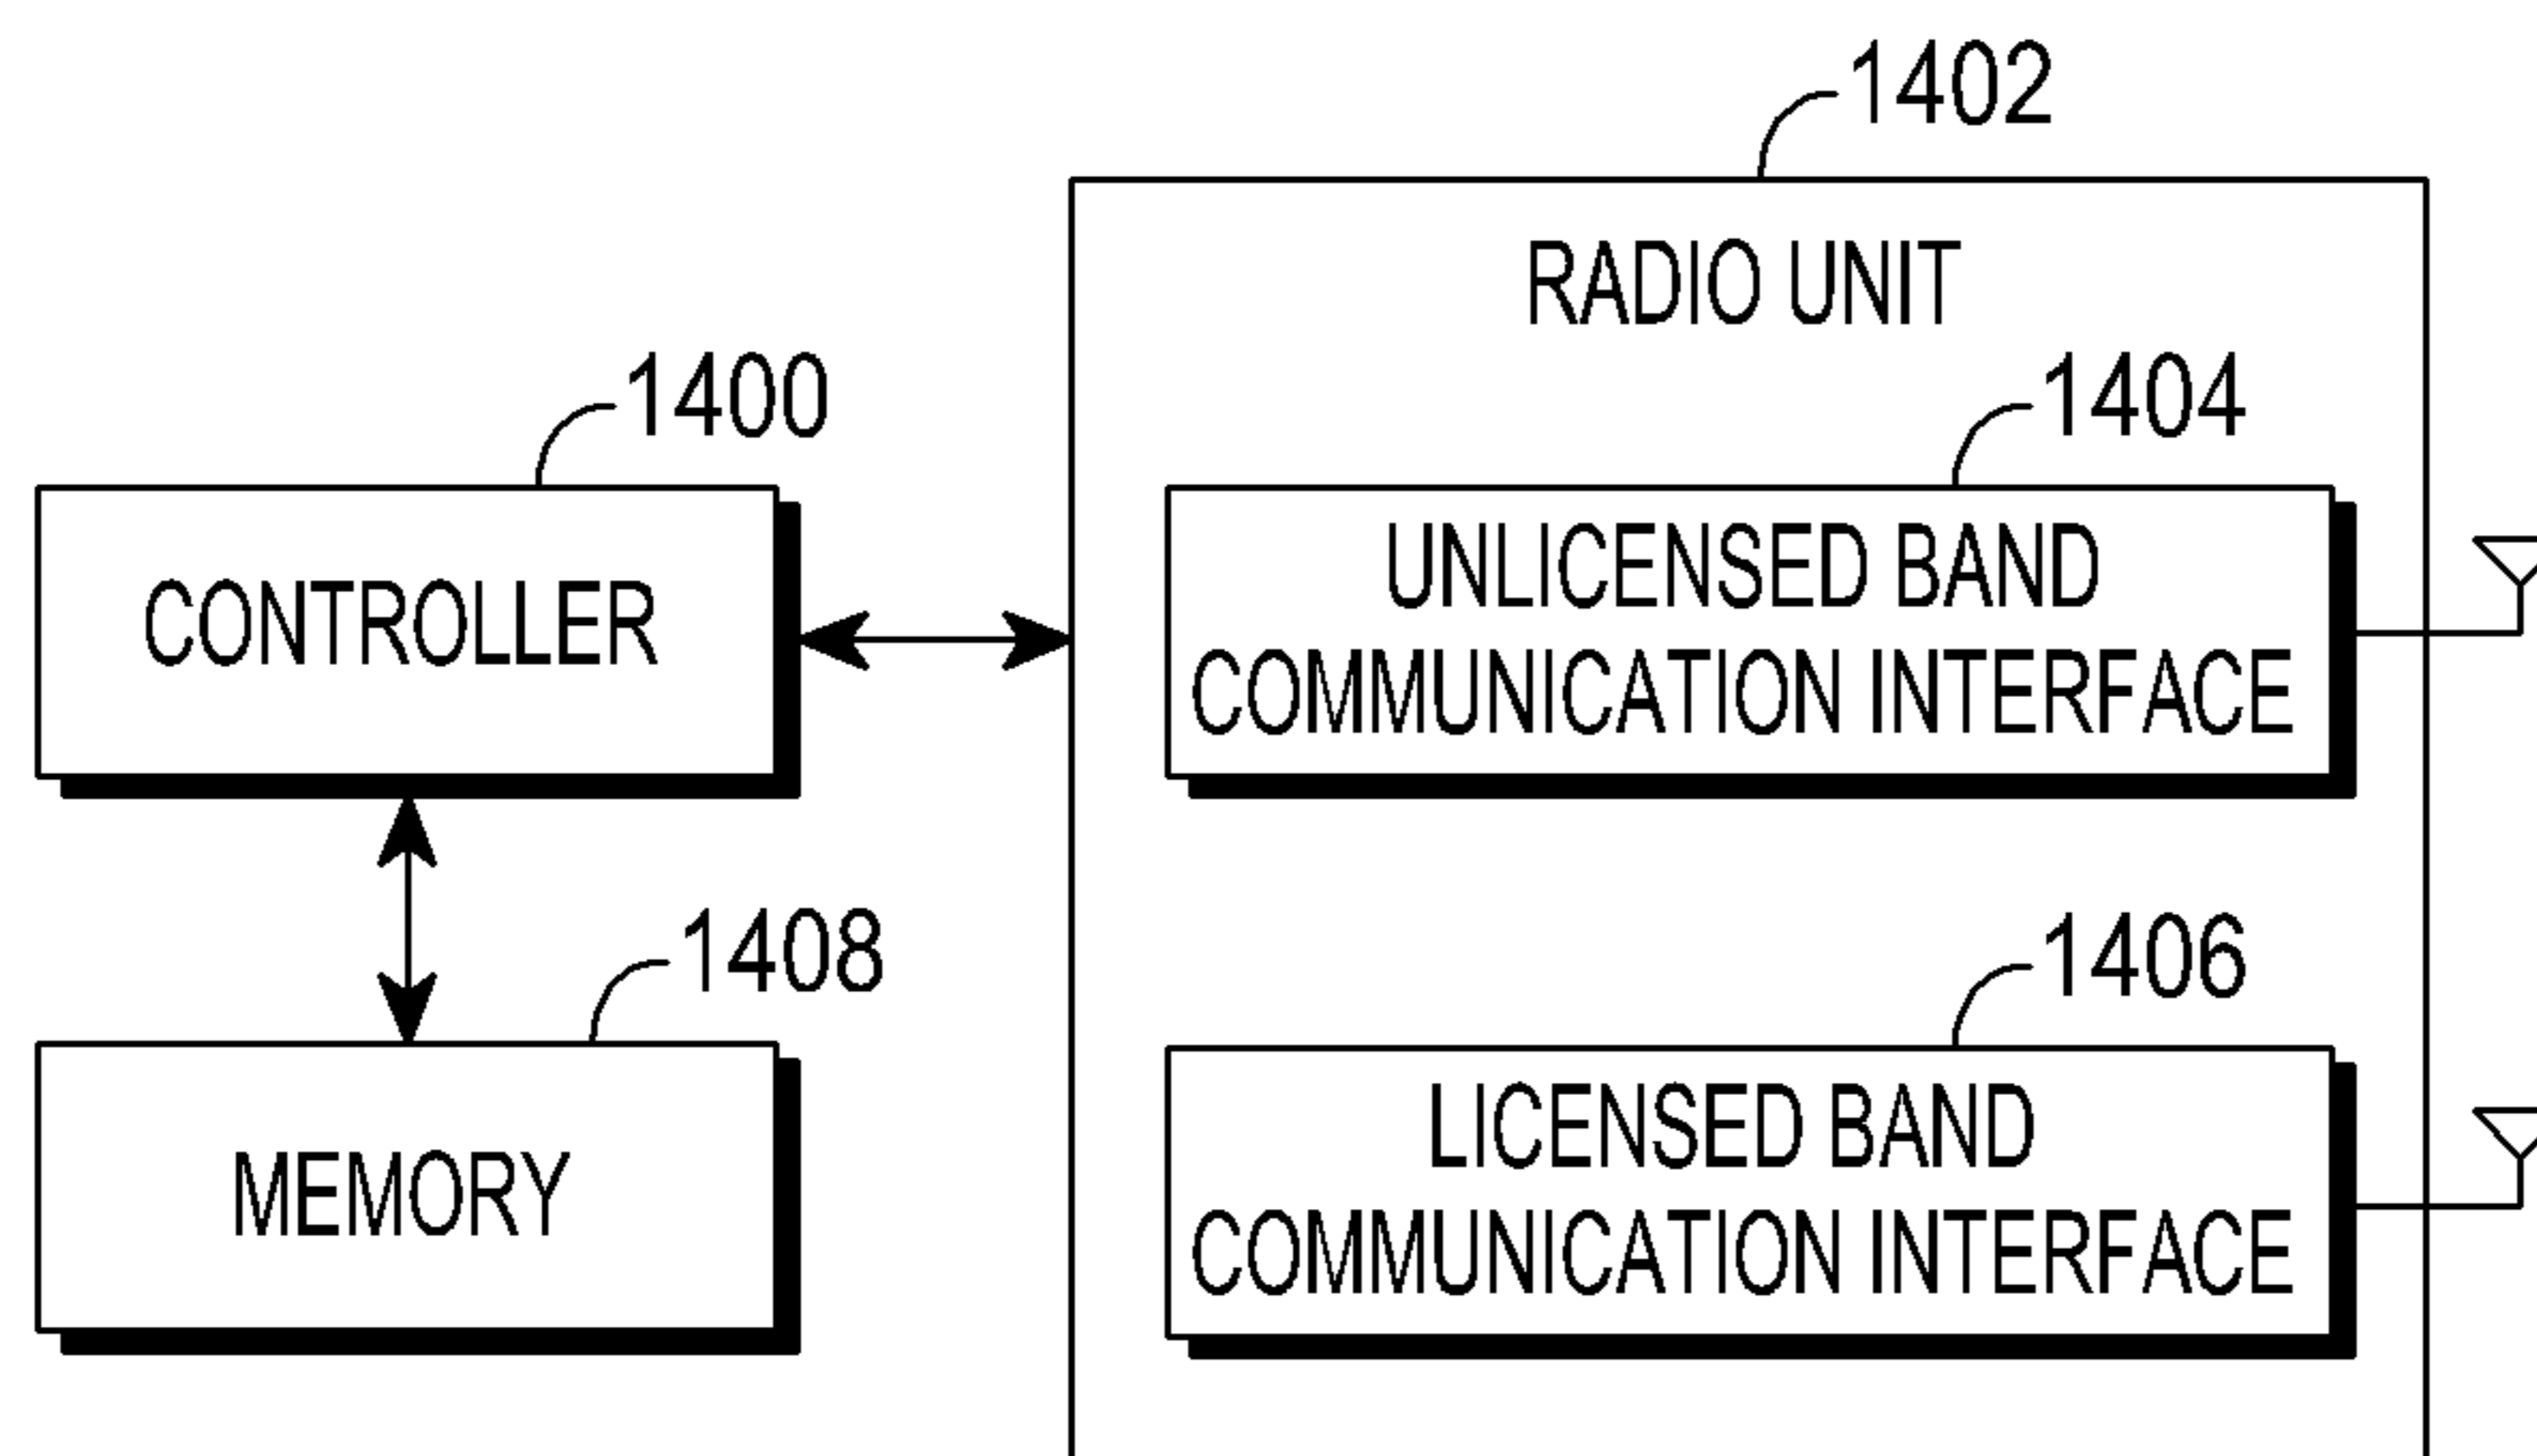 1402
RADIO UNIT
1400
1404
CONTROLLER
UNLICENSED BAND
COMMUNICATION INTERFACE
1408
1406
MEMORY
LICENSED BAND
COMMUNICATION INTERFACE